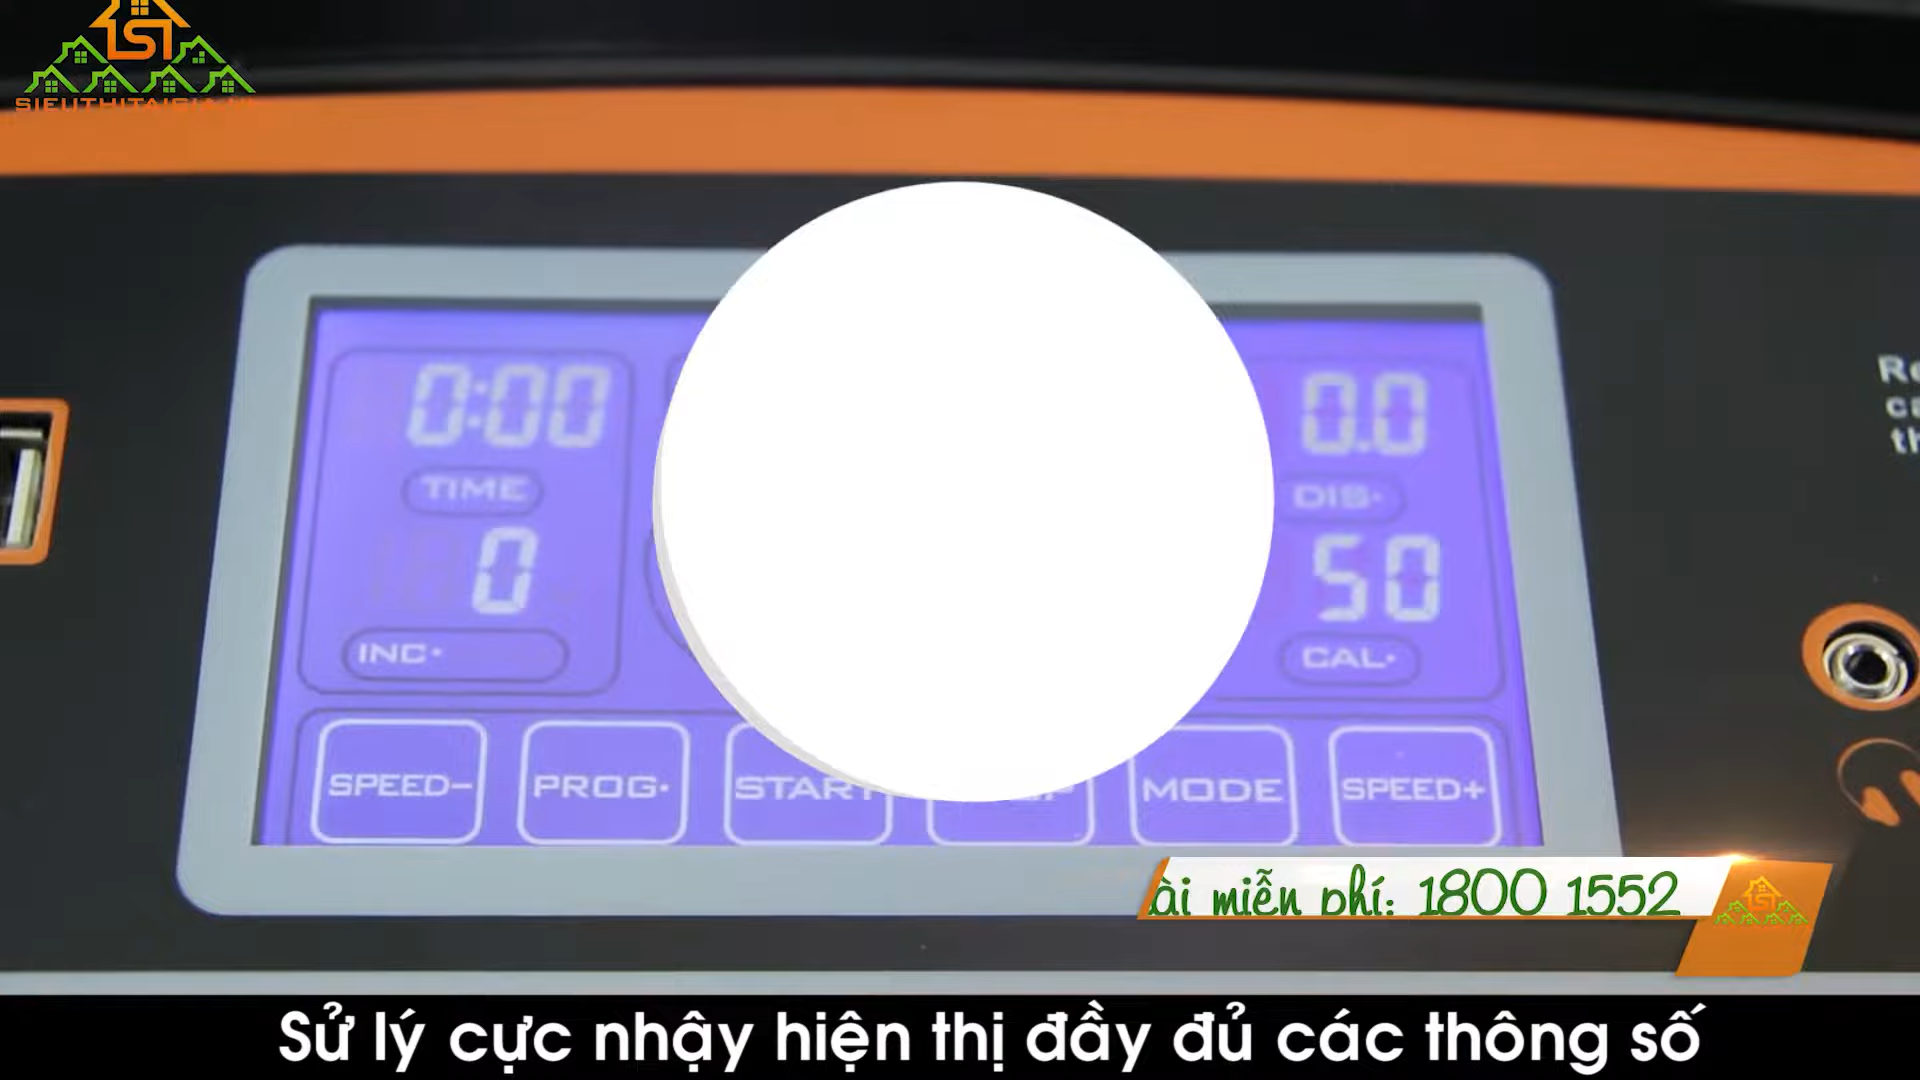 0:00
0.0
TIME
DIS.
0
50
INC.
CAL.
SPEED-
PROG.
START
MODE
SPEED+
ài miễn phí: 1800 1552
Sử lý cực nhậy hiện thị đầy đủ các thông số